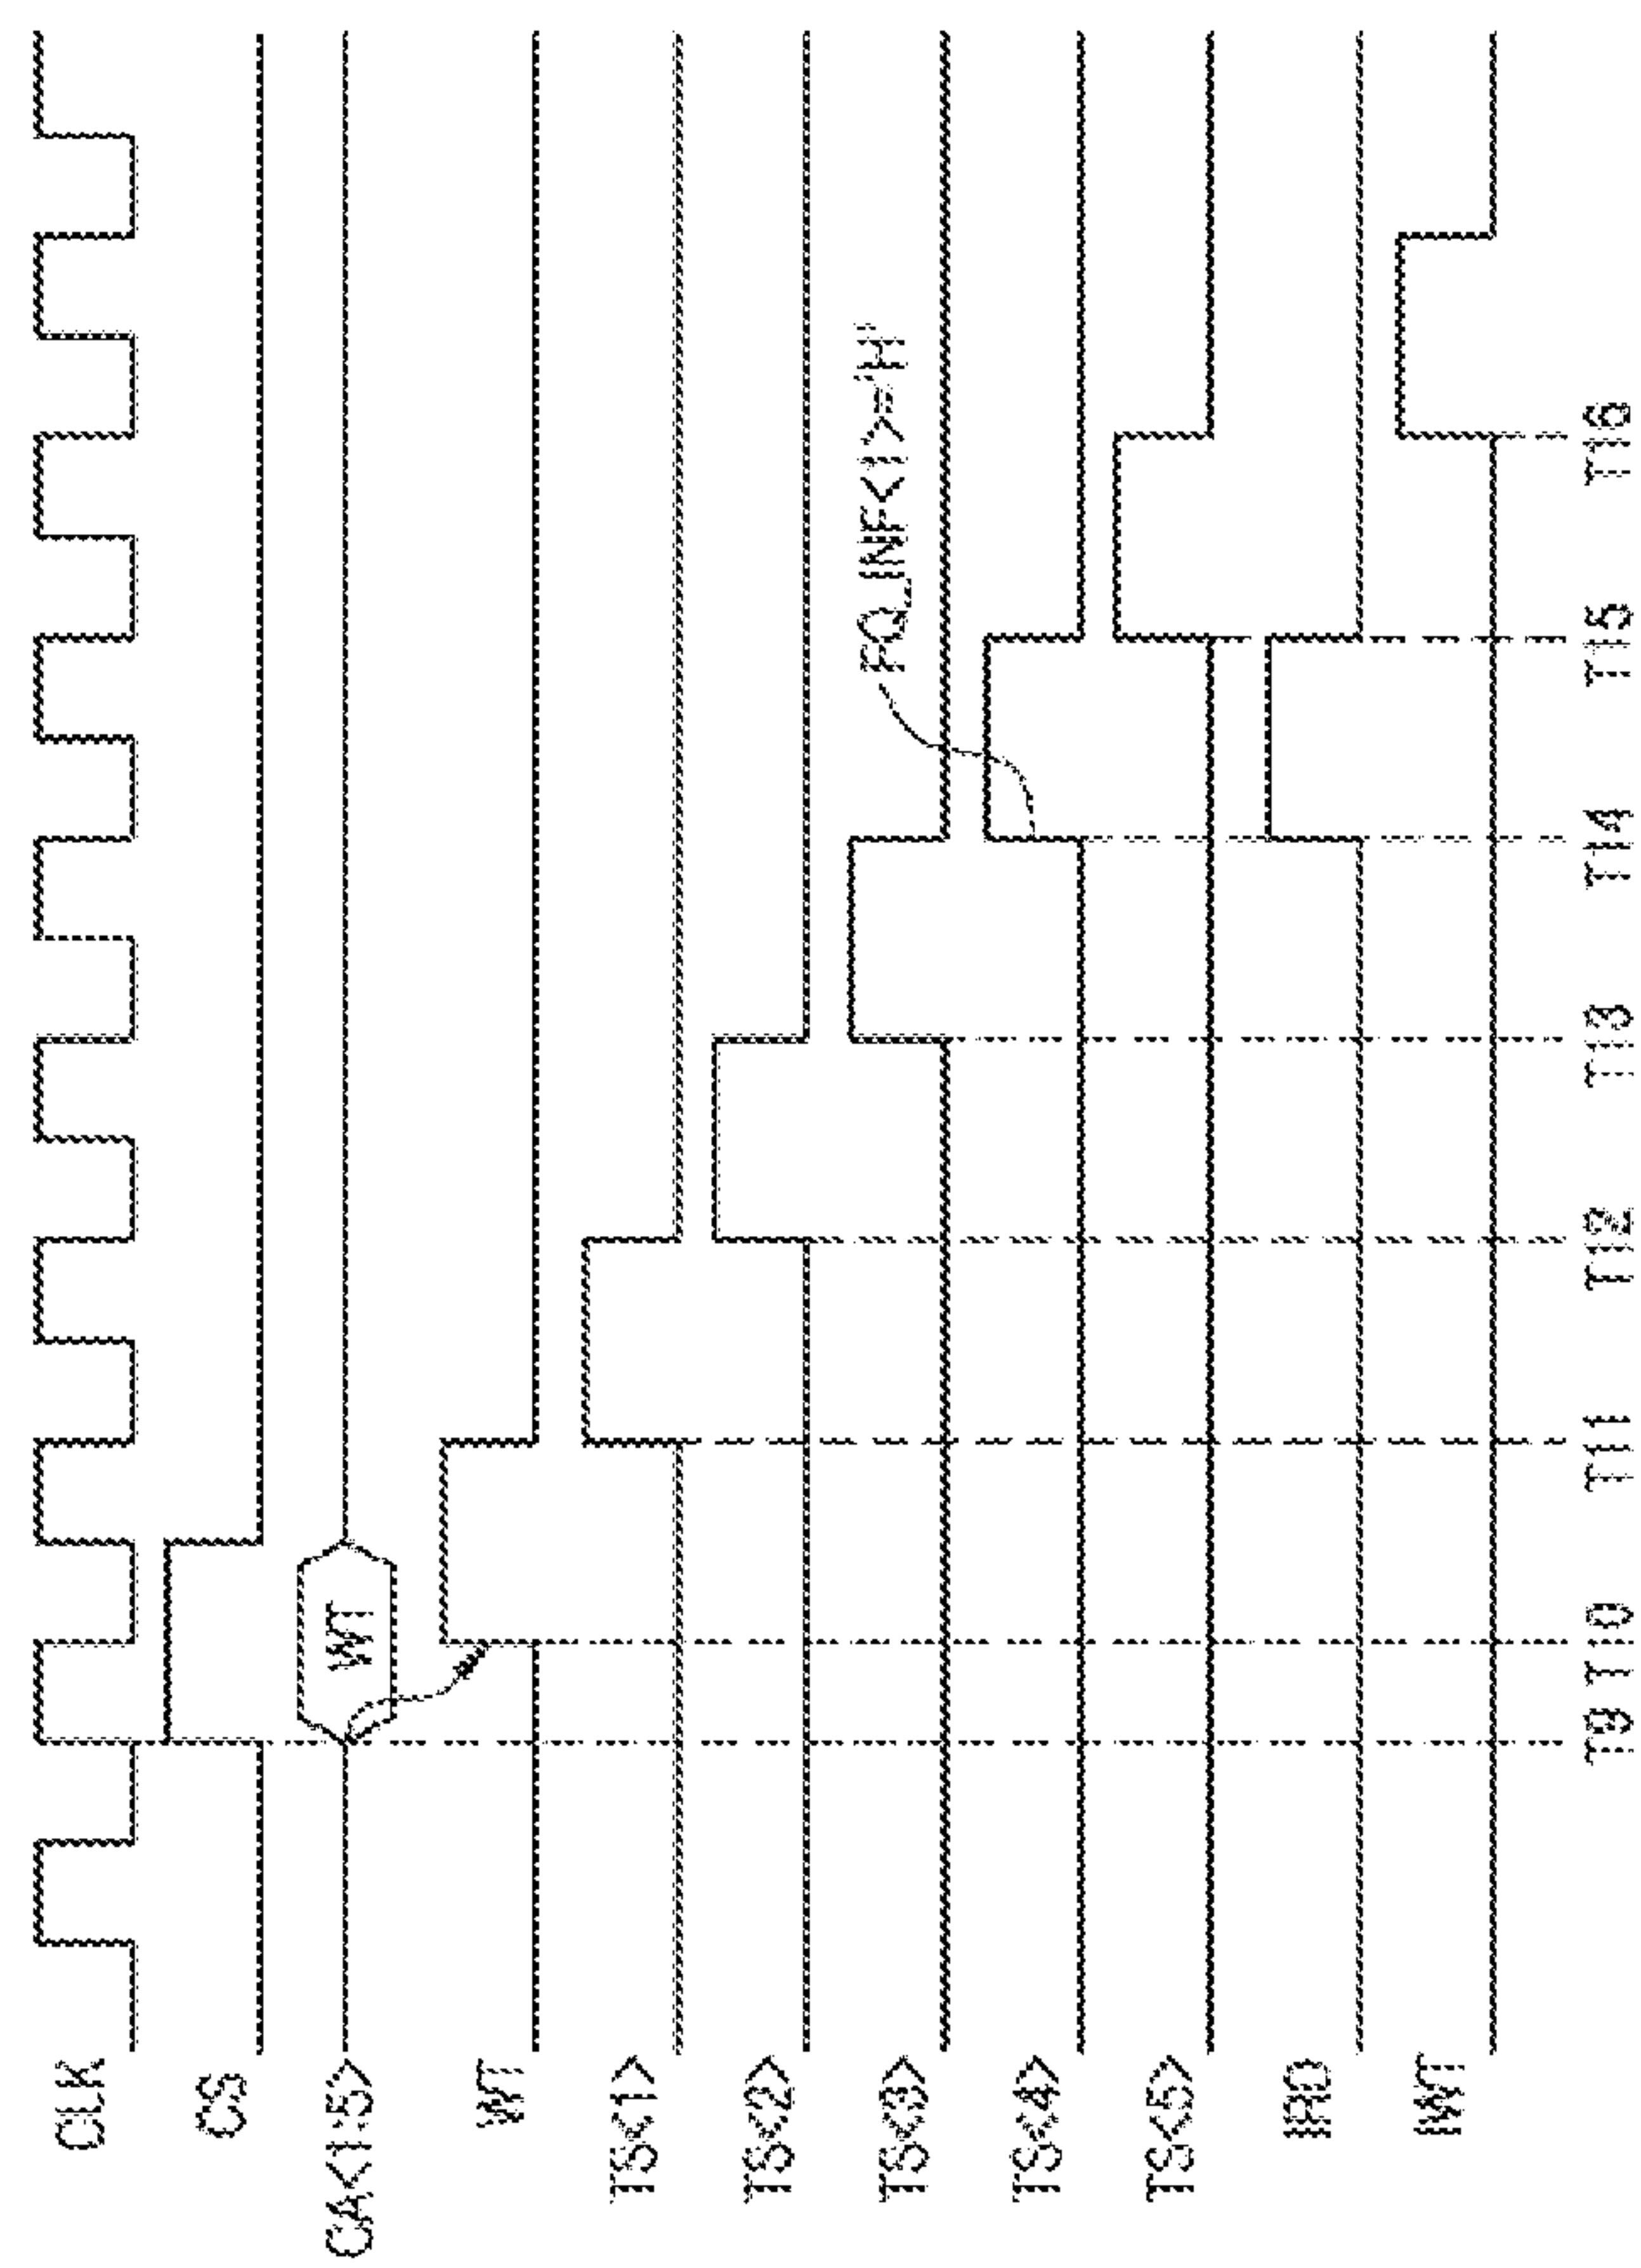 CLK
CS
CA<1:5>
WT
WT
TS<1>
TS<2>
TS<3>
FQ_INF<1>="H"
TS<4>
TS<5>
IRD
IWT
T9 T10 T11 T12 T13 T14 T15 T16